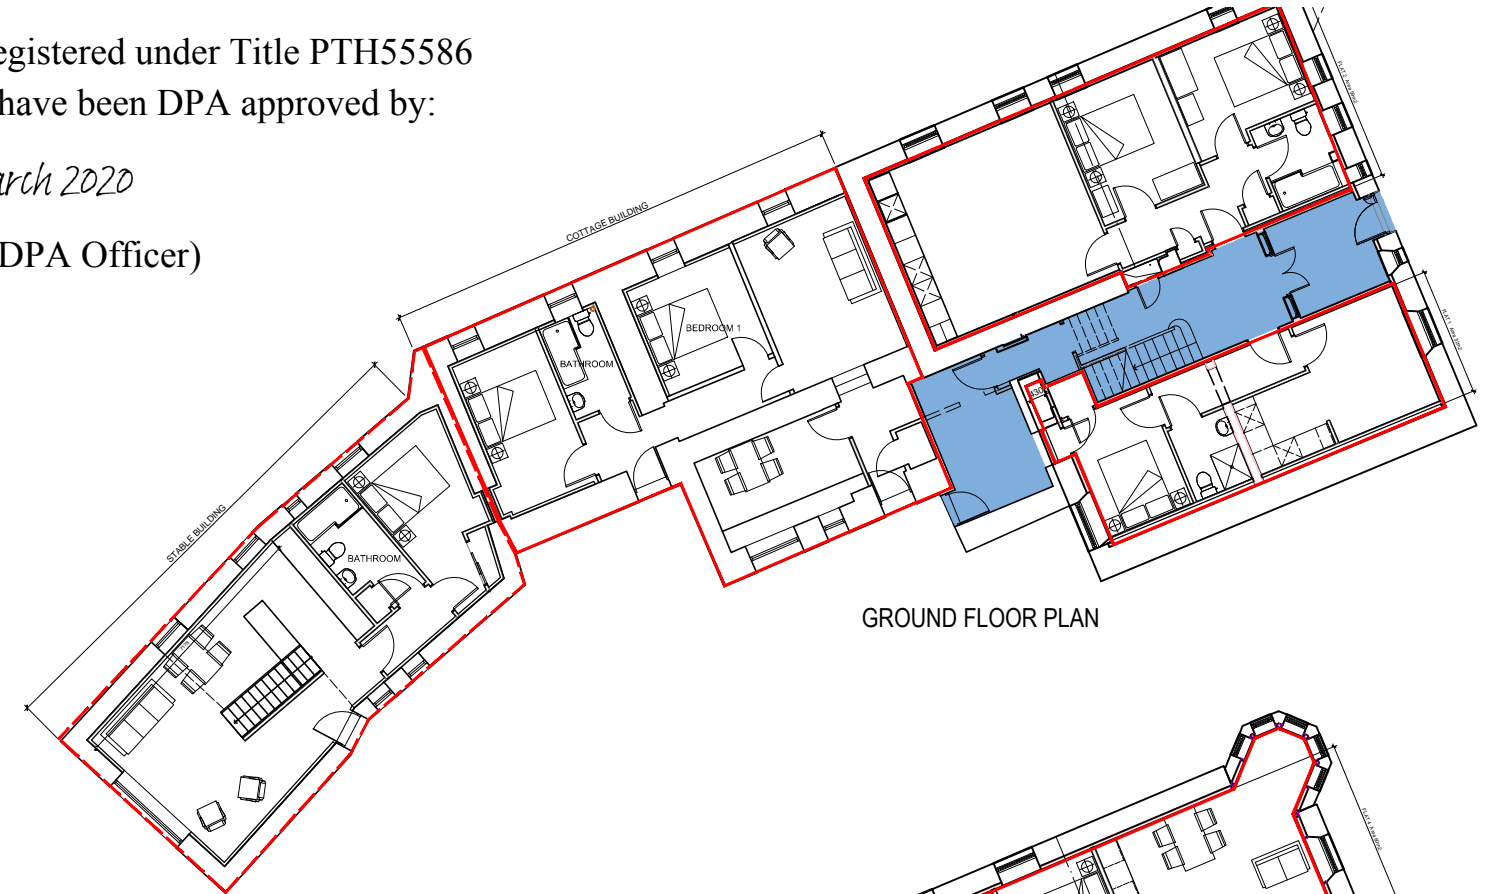 egistered under Title PTH55586
have been DPA approved by:
arch 2020
DPA Officer)
COTTAGE BUILDING
BEDROOM 1
BATHROOM
STABLE BUILDING
BATHROOM
GROUND FLOOR PLAN